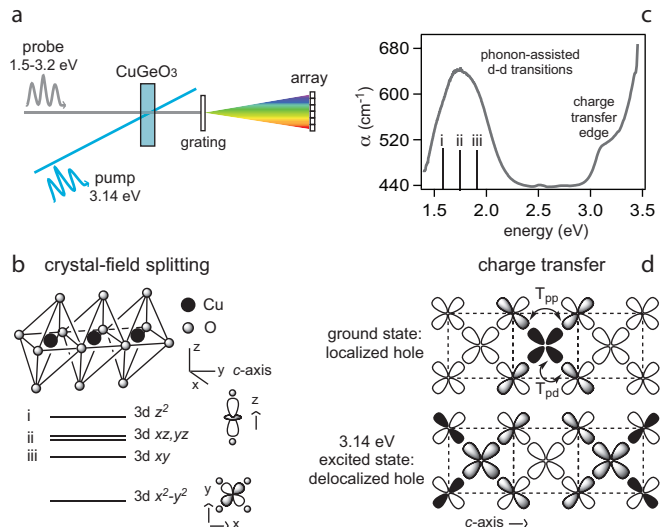 a
probe
1.5-3.2 eV
CuGeO3
array
grating
pump
3.14 eV
c
680
600
520
440
α (cm-1)
phonon-assisted
d-d transitions
charge
transfer
edge
i ii iii
1.5 2.0 2.5 3.0 3.5
energy (eV)
b crystal-field splitting
Cu
O
z
y c-axis
x
i 3d z2
ii 3d xz,yz
iii 3d xy
3d x2-y2
z
y
x
charge transfer d
Tpp
ground state:
localized hole
Tpd
3.14 eV
excited state:
delocalized hole
c-axis